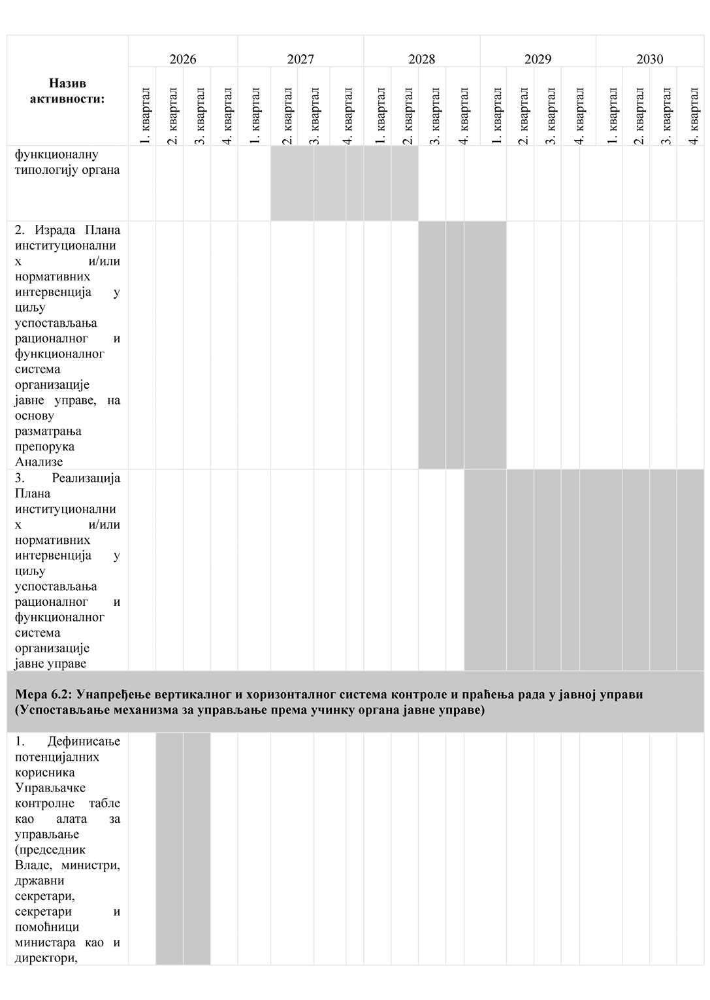 Назив
активности:
2026
2027
2028
2029
2030
1. квартал
2. квартал
3. квартал
4. квартал
1. квартал
2. квартал
3. квартал
4. квартал
1. квартал
2. квартал
3. квартал
4. квартал
1. квартал
2. квартал
3. квартал
4. квартал
1. квартал
2. квартал
3. квартал
4. квартал
функционалну
типологију органа
2. Израда Плана
институционални
х и/или
нормативних
интервенција у
циљу
успостављања
рационалног и
функционалног
система
организације
јавне управе, на
основу
разматрања
препорука
Анализе
3. Реализација
Плана
институционални
х и/или
нормативних
интервенција у
циљу
успостављања
рационалног и
функционалног
система
организације
јавне управе
Мера 6.2: Унапређење вертикалног и хоризонталног система контроле и праћења рада у јавној управи
(Успостављање механизма за управљање према учинку органа јавне управе)
1. Дефинисање
потенцијалних
корисника
Управљачке
контролне табле
као алата за
управљање
(председник
Владе, министри,
државни
секретари,
секретари и
помоћници
министара као и
директори,